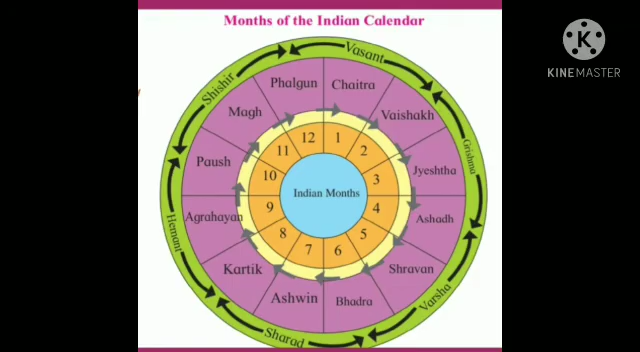 Months of the Indian Calendar
K
KINEMASTER
Vasant
Grishma
Varsha
Sharad
Hemant
Shishir
Chaitra
Vaishakh
Jyeshtha
Ashadh
Shravan
Bhadra
Ashwin
Kartik
Agrahayan
Paush
Magh
Phalgun
1
2
3
4
5
6
7
8
9
10
11
12
Indian Months